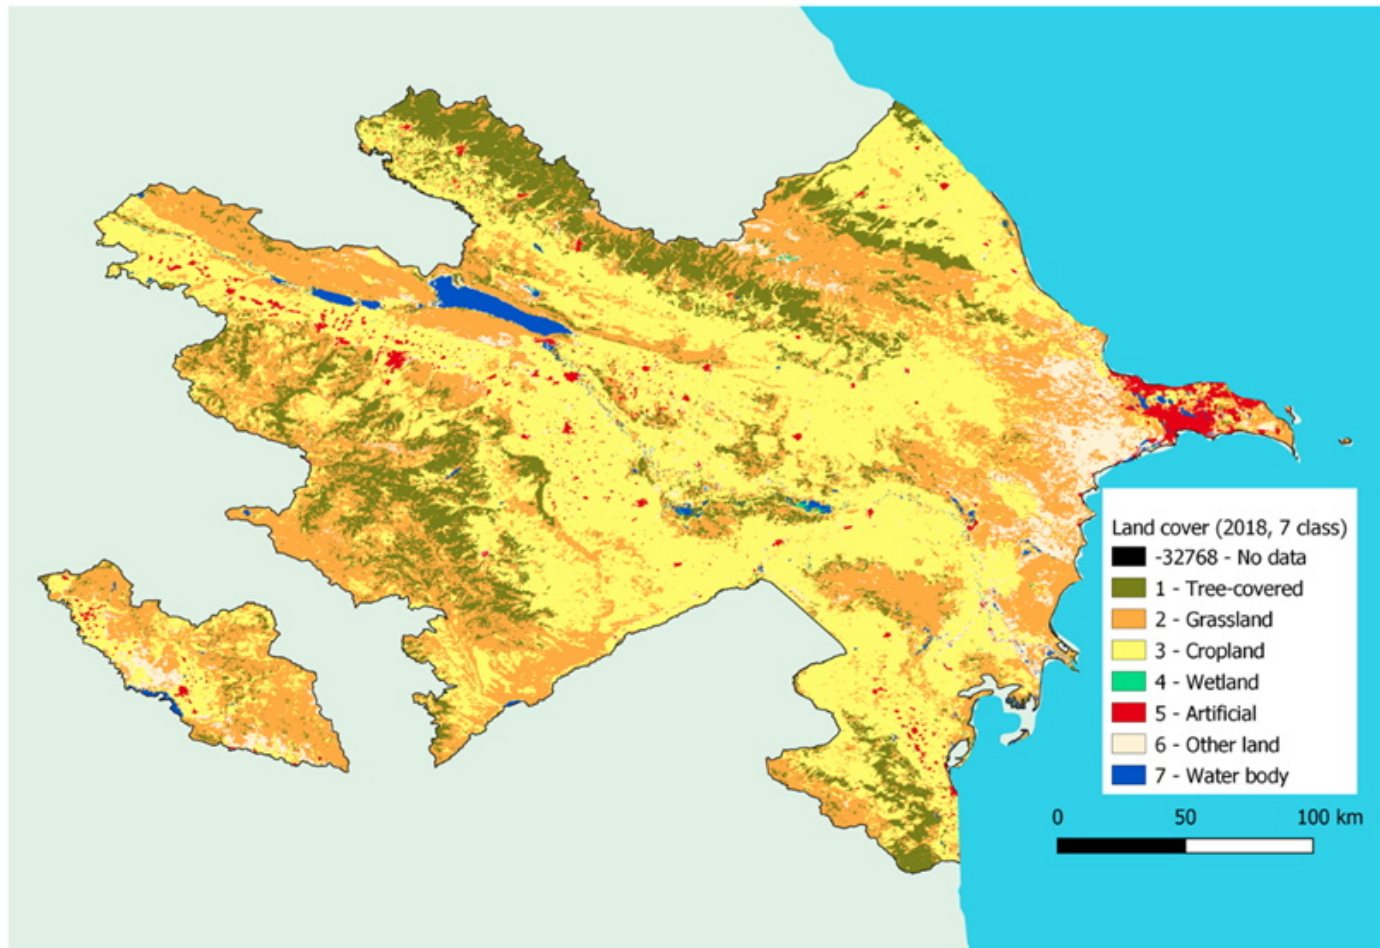 Land cover (2018, 7 class)
-32768 - No data
1 - Tree-covered
2 - Grassland
3 - Cropland
4 - Wetland
5 - Artificial
6 - Other land
7 - Water body
0 50 100 km